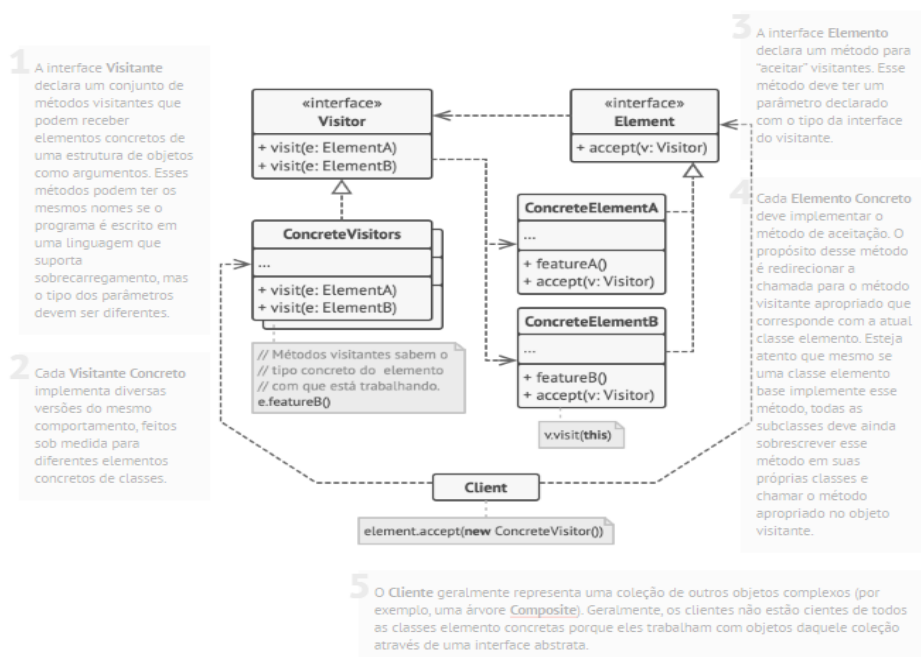 1
A interface Visitante
declara um conjunto de
métodos visitantes que
podem receber
elementos concretos de
uma estrutura de objetos
como argumentos. Esses
métodos podem ter os
mesmos nomes se o
programa é escrito em
uma linguagem que
suporta
sobrecarregamento, mas
o tipo dos parâmetros
devem ser diferentes.
2
Cada Visitante Concreto
implementa diversas
versões do mesmo
comportamento, feitos
sob medida para
diferentes elementos
concretos de classes.
«interface»
Visitor
+ visit(e: ElementA)
+ visit(e: ElementB)
ConcreteVisitors
...
+ visit(e: ElementA)
+ visit(e: ElementB)
// Métodos visitantes sabem o
// tipo concreto do elemento
// com que está trabalhando.
e.featureB()
«interface»
Element
+ accept(v: Visitor)
ConcreteElementA
...
+ featureA()
+ accept(v: Visitor)
ConcreteElementB
...
+ featureB()
+ accept(v: Visitor)
v.visit(this)
Client
element.accept(new ConcreteVisitor())
3
A interface Elemento
declara um método para
“aceitar” visitantes. Esse
método deve ter um
parâmetro declarado
com o tipo da interface
do visitante.
4
Cada Elemento Concreto
deve implementar o
método de aceitação. O
propósito desse método
é redirecionar a
chamada para o método
visitante apropriado que
corresponde com a atual
classe elemento. Esteja
atento que mesmo se
uma classe elemento
base implemente esse
método, todas as
subclasses deve ainda
sobrescrever esse
método em suas
próprias classes e
chamar o método
apropriado no objeto
visitante.
5
O Cliente geralmente representa uma coleção de outros objetos complexos (por
exemplo, uma árvore Composite). Geralmente, os clientes não estão cientes de todos
as classes elemento concretas porque eles trabalham com objetos daquele coleção
através de uma interface abstrata.